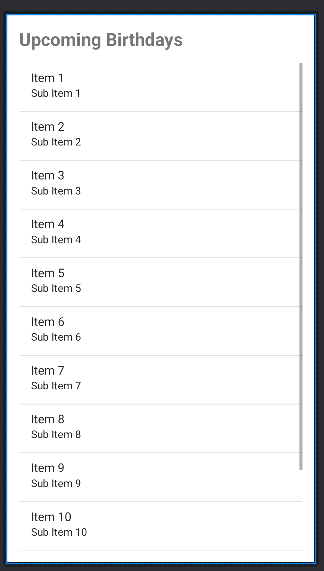 Upcoming Birthdays
Item 1
Sub Item 1
Item 2
Sub Item 2
Item 3
Sub Item 3
Item 4
Sub Item 4
Item 5
Sub Item 5
Item 6
Sub Item 6
Item 7
Sub Item 7
Item 8
Sub Item 8
Item 9
Sub Item 9
Item 10
Sub Item 10